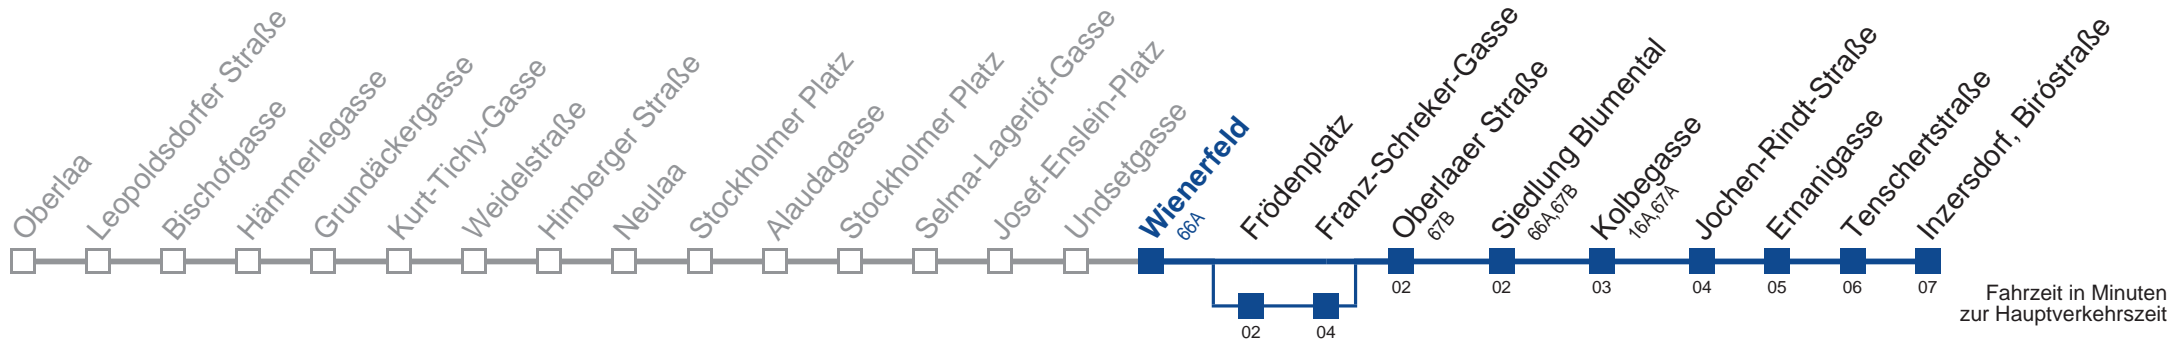 Oberlaa
Leopoldsdorfer Straße
Bischofgasse
Hämmerlegasse
Grundäckergasse
Kurt-Tichy-Gasse
Weidelstraße
Himberger Straße
Neulaa
Stockholmer Platz
Alaudagasse
Stockholmer Platz
Selma-Lagerlöf-Gasse
Josef-Enslein-Platz
Undsetgasse
Wienerfeld
66A
Frödenplatz
Franz-Schreker-Gasse
Oberlaaer Straße
67B
Siedlung Blumental
66A,67B
Kolbegasse
16A,67A
Jochen-Rindt-Straße
Ernanigasse
Tenschertstraße
Inzersdorf, Biróstraße
02
02
03
04
05
06
07
02
04
Fahrzeit in Minuten
zur Hauptverkehrszeit